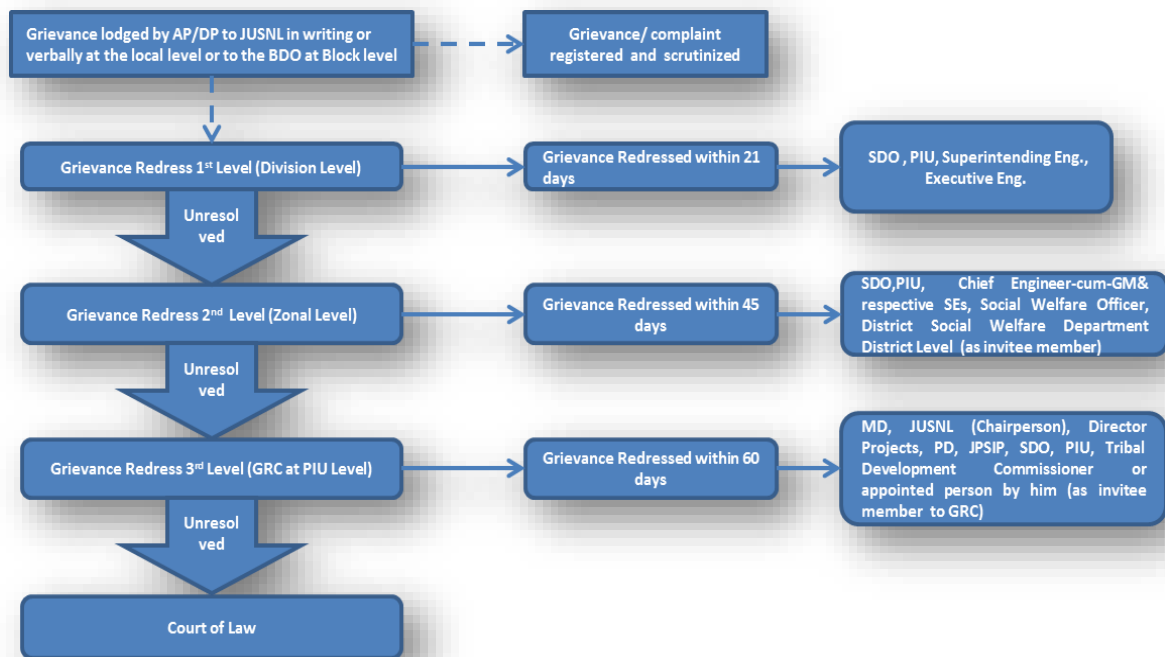 Grievance lodged by AP/DP to JUSNL in writing or
verbally at the local level or to the BDO at Block level
Grievance/ complaint
registered and scrutinized
Grievance Redress 1st Level (Division Level)
Grievance Redressed within 21
days
SDO , PIU, Superintending Eng.,
Executive Eng.
Unresol
ved
Grievance Redress 2nd Level (Zonal Level)
Grievance Redressed within 45
days
SDO,PIU, Chief Engineer-cum-GM&
respective SEs, Social Welfare Officer,
District Social Welfare Department
District Level (as invitee member)
Unresol
ved
Grievance Redress 3rd Level (GRC at PIU Level)
Grievance Redressed within 60
days
MD, JUSNL (Chairperson), Director
Projects, PD, JPSIP, SDO, PIU, Tribal
Development Commissioner or
appointed person by him (as invitee
member to GRC)
Unresol
ved
Court of Law